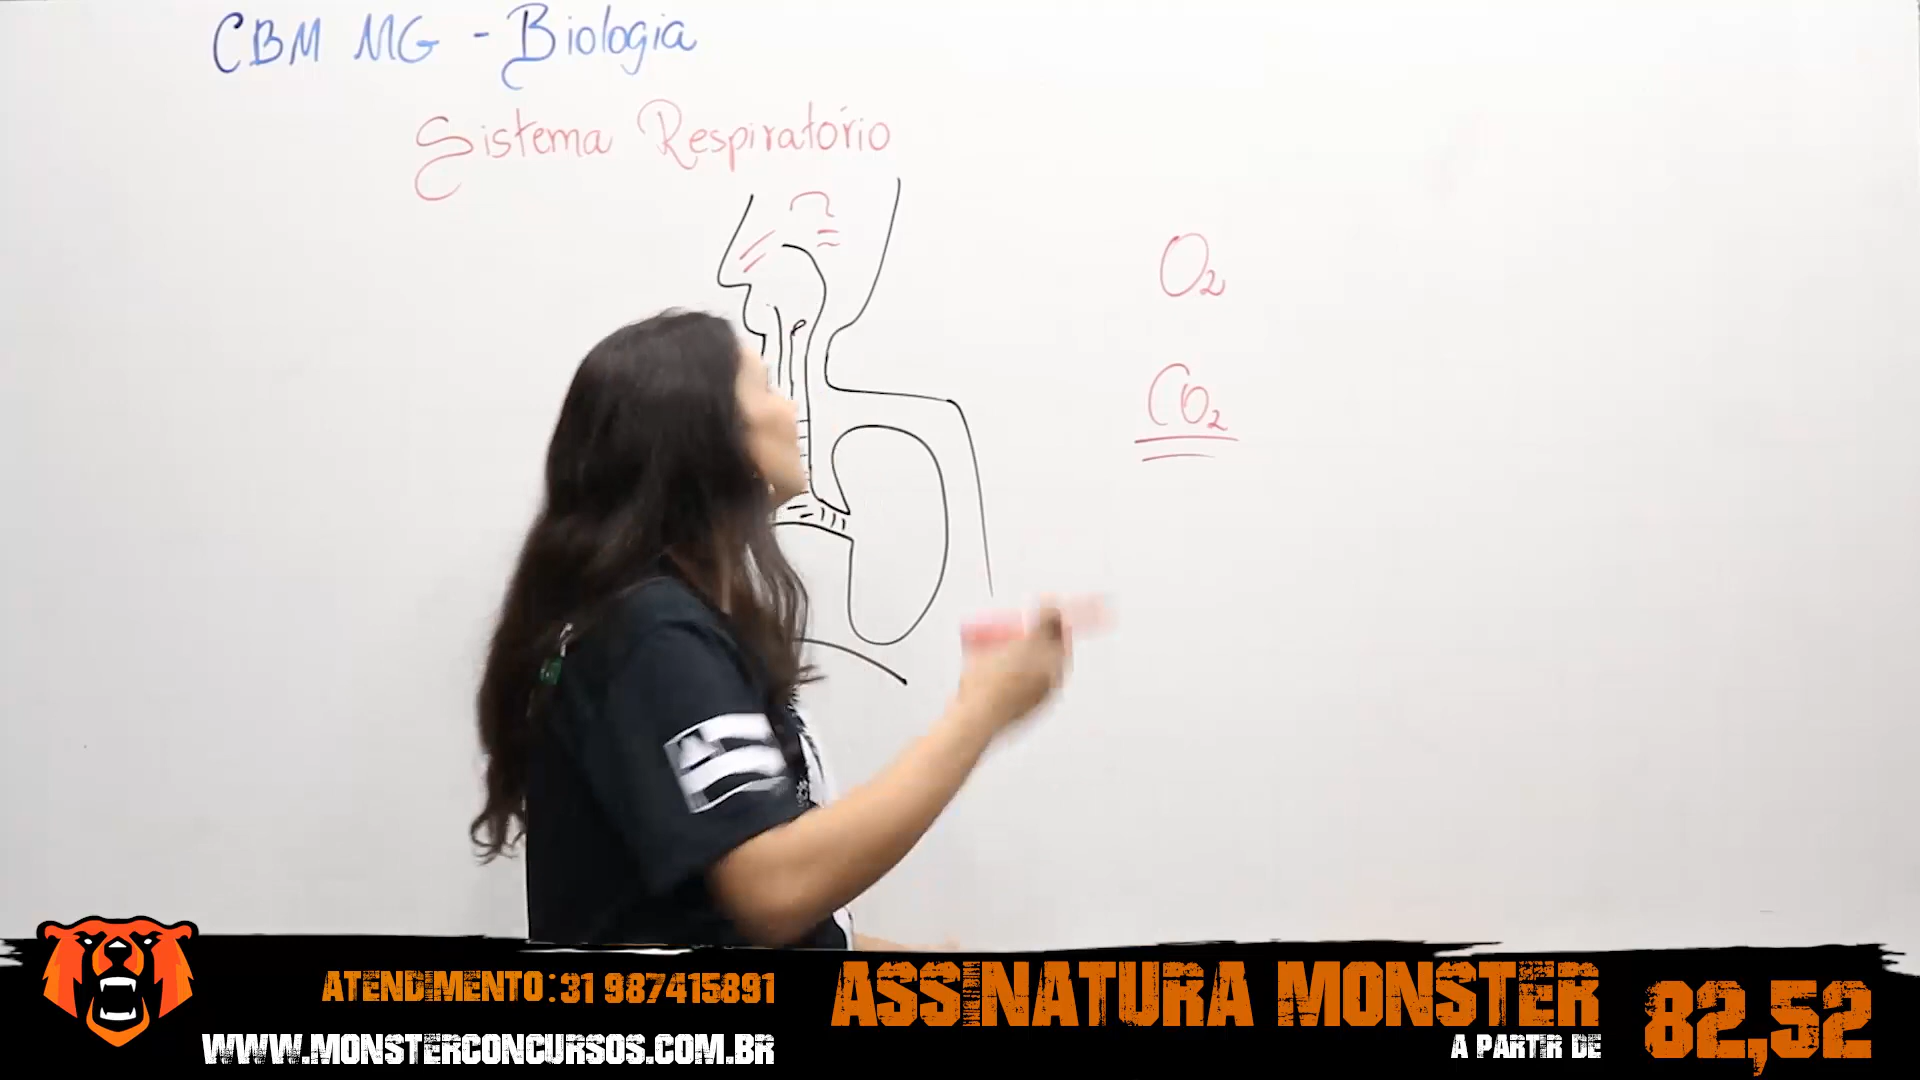 CBM MG - Biologia
Sistema Respiratório
O₂
CO₂
ATENDIMENTO: 31 987415891
WWW.MONSTERCONCURSOS.COM.BR
ASSINATURA MONSTER
A PARTIR DE
82,52